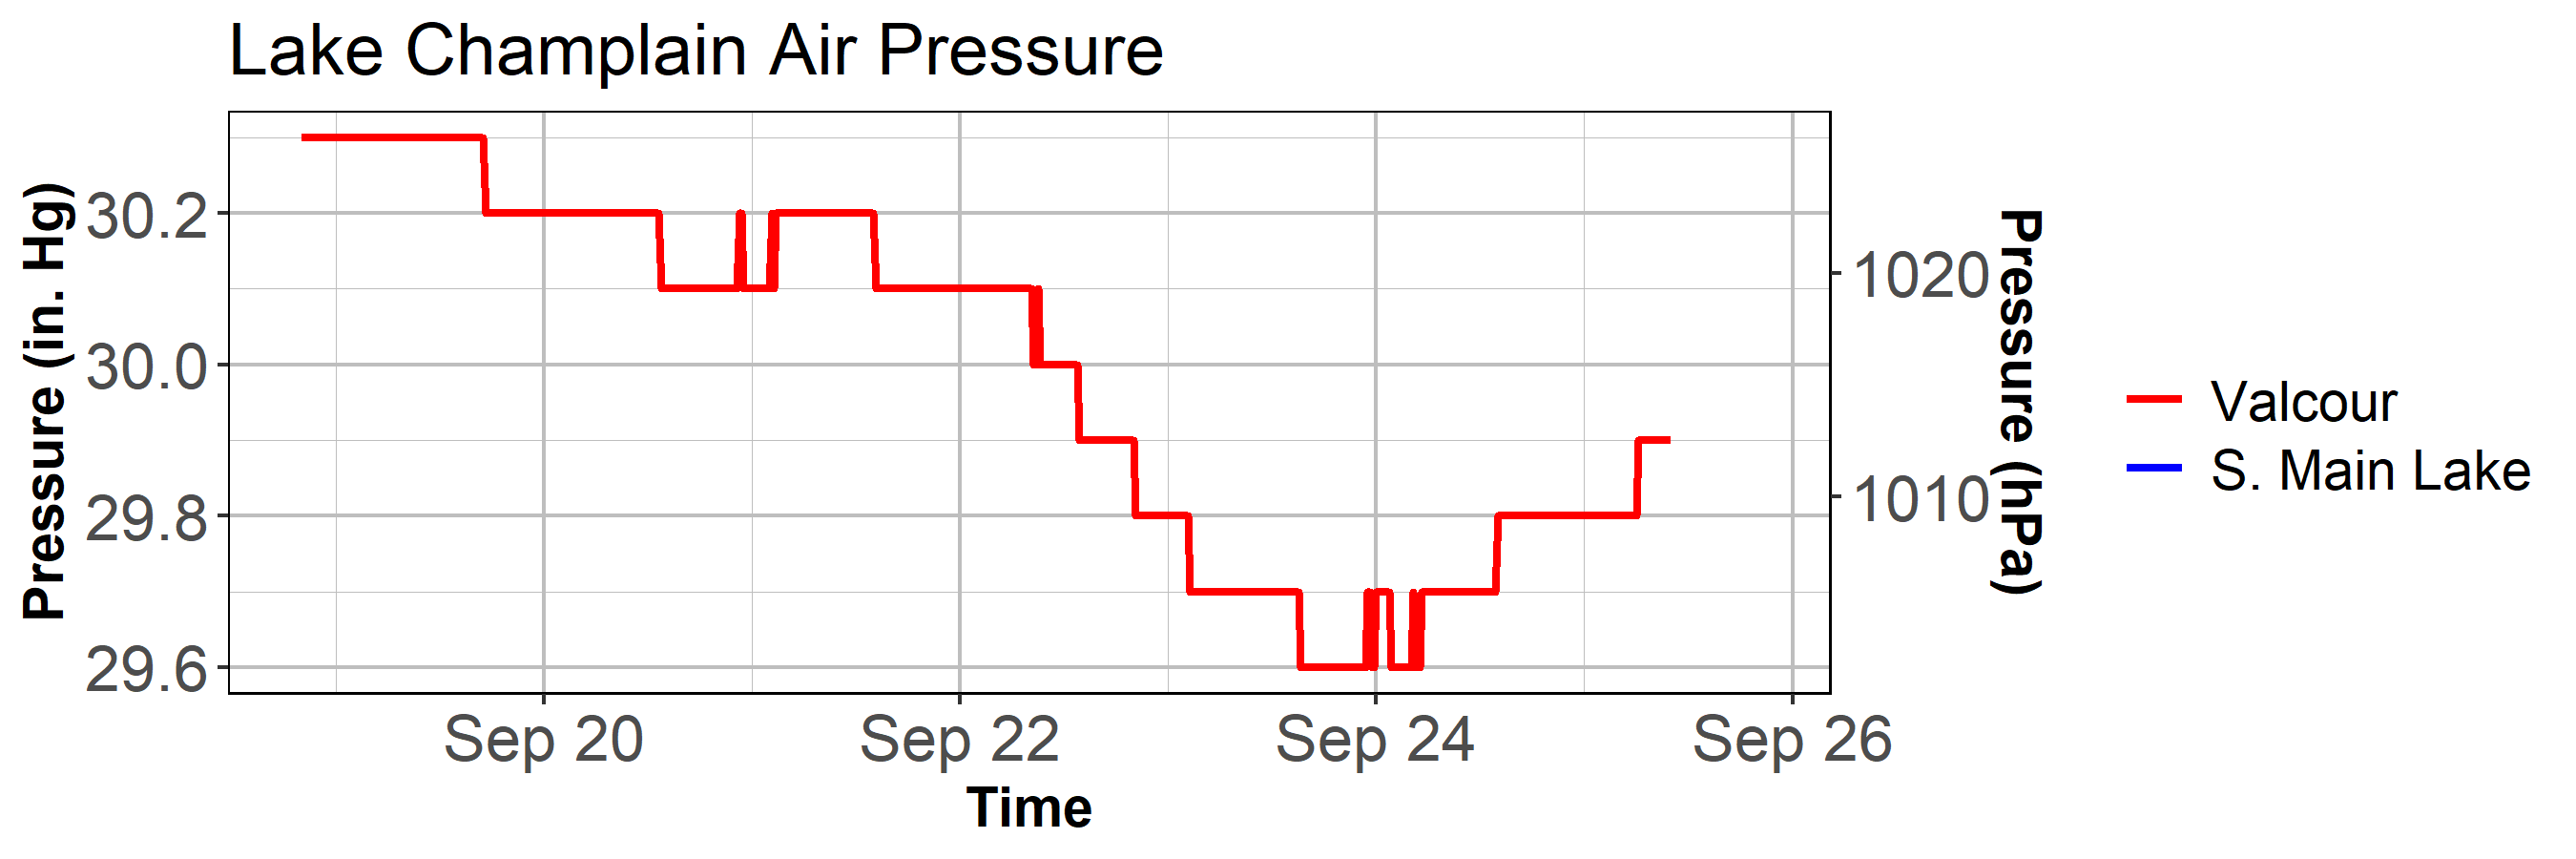 Lake Champlain Air Pressure
Pressure (in. Hg)
30.2
30.0
29.8
29.6
Sep 20
Sep 22
Sep 24
Sep 26
Time
1020
1010
Pressure (hPa)
Valcour
S. Main Lake